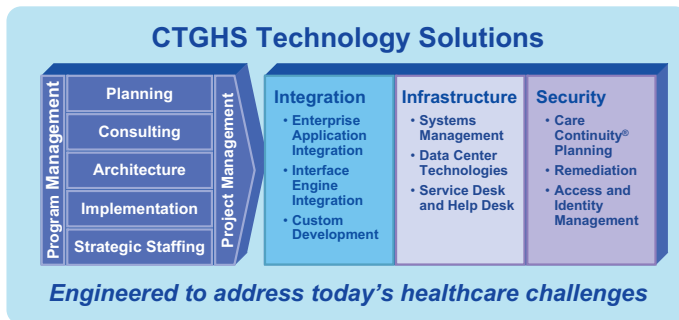 CTGHS Technology Solutions
Program Management
Planning
Consulting
Architecture
Implementation
Strategic Staffing
Project Management
Integration
• Enterprise
Application
Integration
• Interface
Engine
Integration
• Custom
Development
Infrastructure
• Systems
Management
• Data Center
Technologies
• Service Desk
and Help Desk
Security
• Care
Continuity®
Planning
• Remediation
• Access and
Identity
Management
Engineered to address today's healthcare challenges